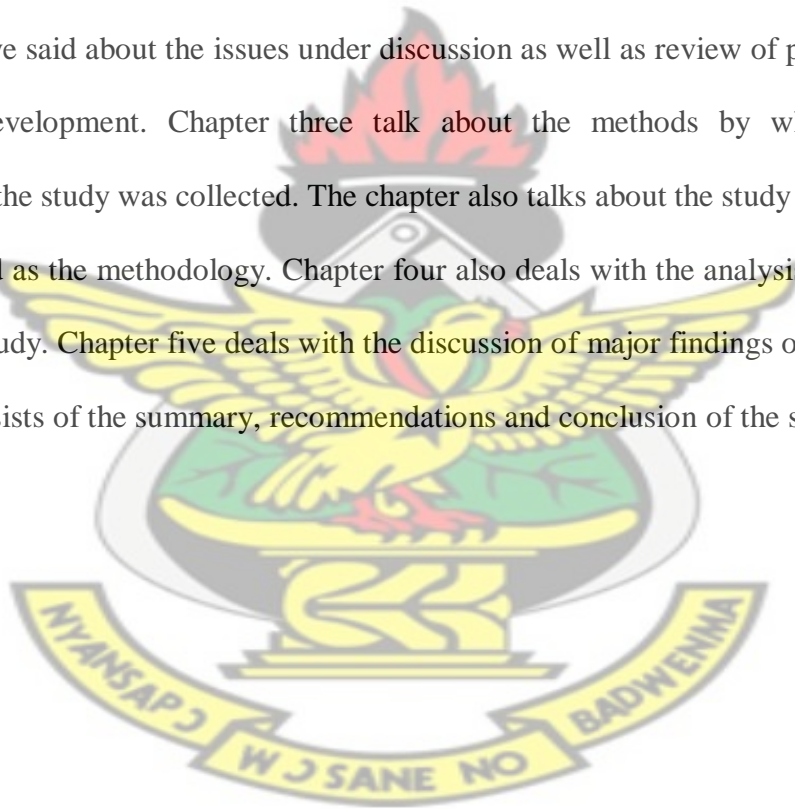 ve said about the issues under discussion as well as review of p
evelopment. Chapter three talk about the methods by w
the study was collected. The chapter also talks about the study
d as the methodology. Chapter four also deals with the analysi
udy. Chapter five deals with the discussion of major findings o
sists of the summary, recommendations and conclusion of the s
NYANSAPƆ
WƆSANE NO
BADWENMA